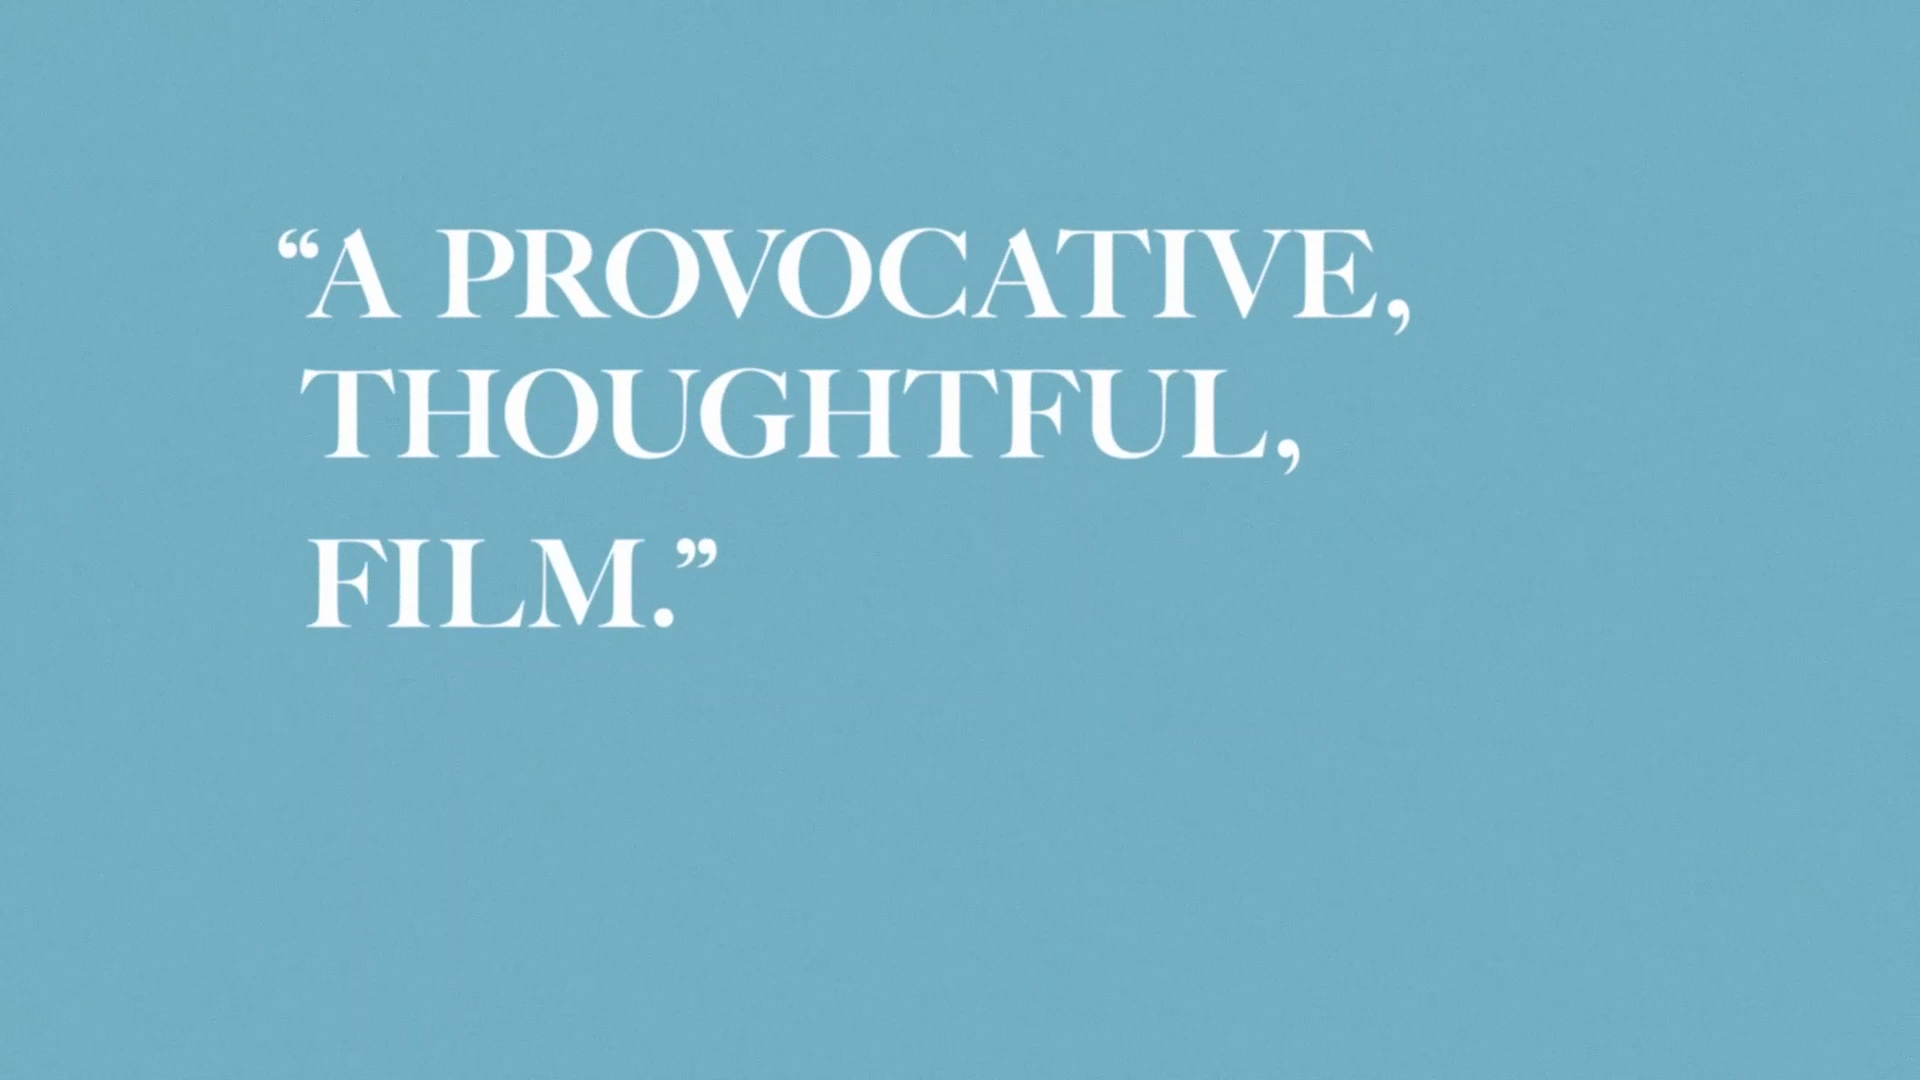 “A PROVOCATIVE,
THOUGHTFUL,
FILM.”